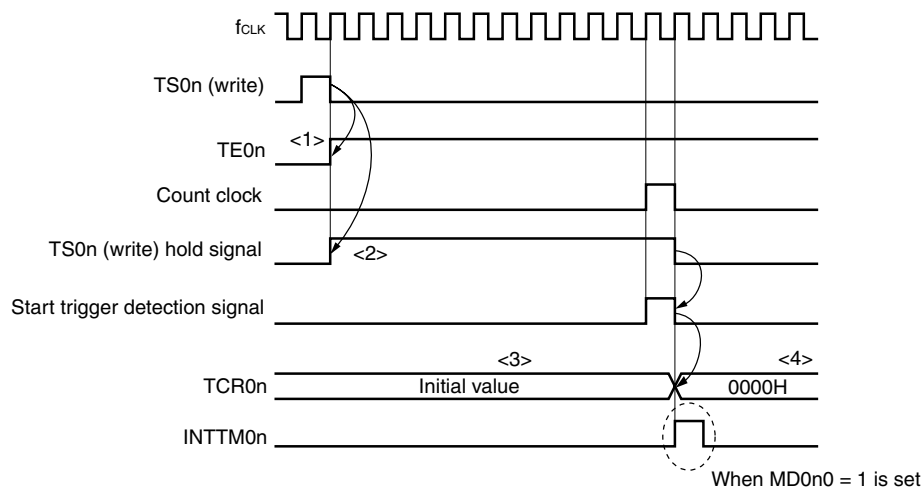 fCLK
TS0n (write)
<1>
TE0n
Count clock
TS0n (write) hold signal
<2>
Start trigger detection signal
<3>
<4>
TCR0n
Initial value
0000H
INTTM0n
When MD0n0 = 1 is set